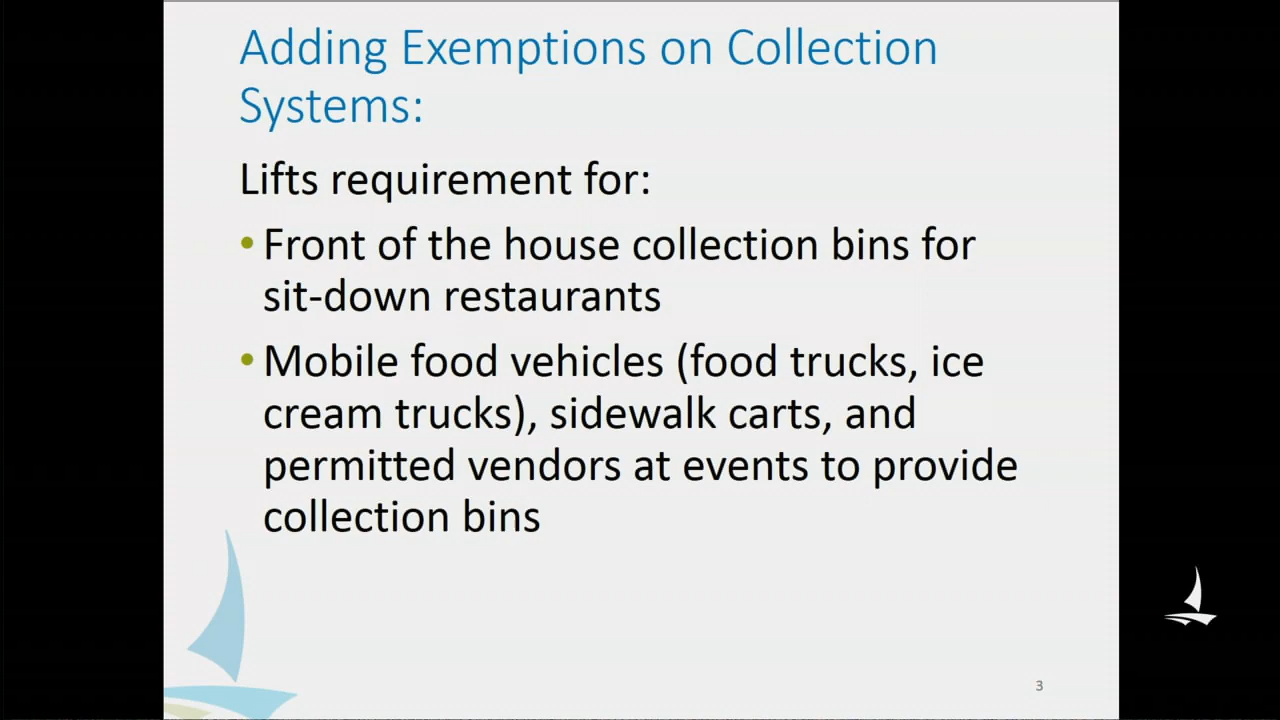 Adding Exemptions on Collection
Systems:
Lifts requirement for:
• Front of the house collection bins for
sit-down restaurants
• Mobile food vehicles (food trucks, ice
cream trucks), sidewalk carts, and
permitted vendors at events to provide
collection bins
3